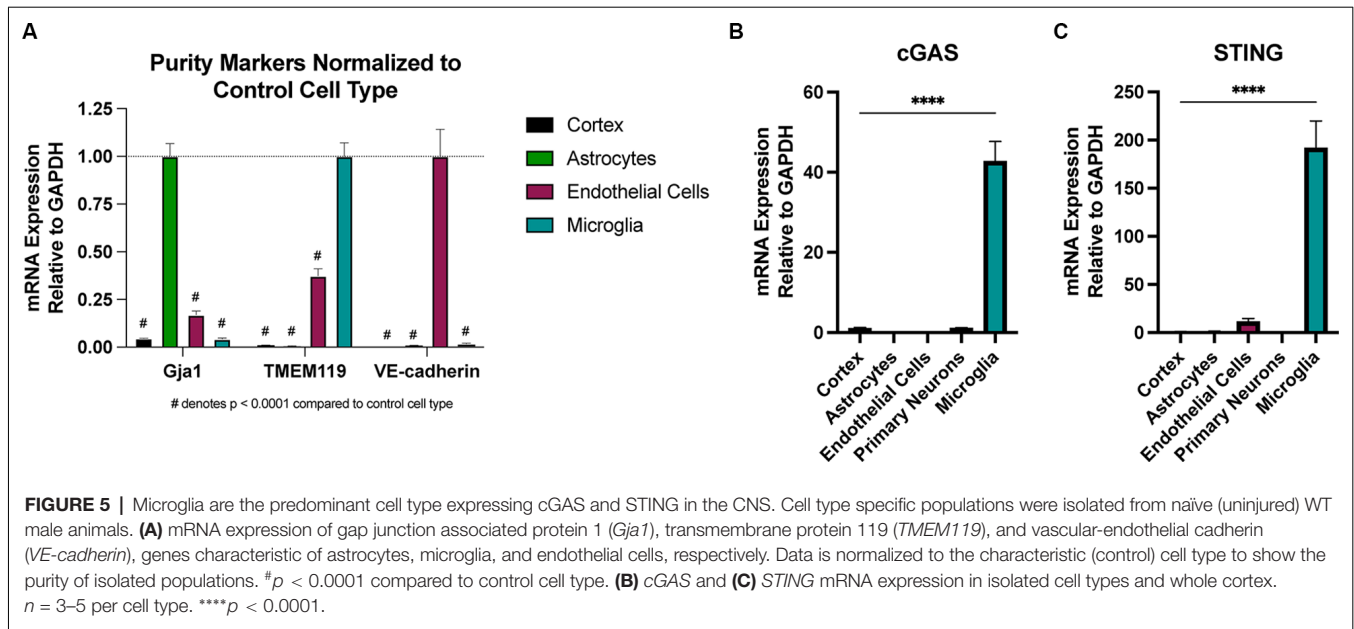 A
Purity Markers Normalized to
Control Cell Type
mRNA Expression
Relative to GAPDH
1.25
1.00
0.75
0.50
0.25
0.00
#
#
#
#
#
#
#
#
#
Gja1
TMEM119
VE-cadherin
# denotes p < 0.0001 compared to control cell type
Cortex
Astrocytes
Endothelial Cells
Microglia
B
cGAS
mRNA Expression
Relative to GAPDH
60
40
20
0
****
Cortex
Astrocytes
Endothelial Cells
Primary Neurons
Microglia
C
STING
mRNA Expression
Relative to GAPDH
250
200
150
100
50
0
****
Cortex
Astrocytes
Endothelial Cells
Primary Neurons
Microglia
FIGURE 5 | Microglia are the predominant cell type expressing cGAS and STING in the CNS. Cell type specific populations were isolated from naïve (uninjured) WT
male animals. (A) mRNA expression of gap junction associated protein 1 (Gja1), transmembrane protein 119 (TMEM119), and vascular-endothelial cadherin
(VE-cadherin), genes characteristic of astrocytes, microglia, and endothelial cells, respectively. Data is normalized to the characteristic (control) cell type to show the
purity of isolated populations. #p < 0.0001 compared to control cell type. (B) cGAS and (C) STING mRNA expression in isolated cell types and whole cortex.
n = 3–5 per cell type. ****p < 0.0001.